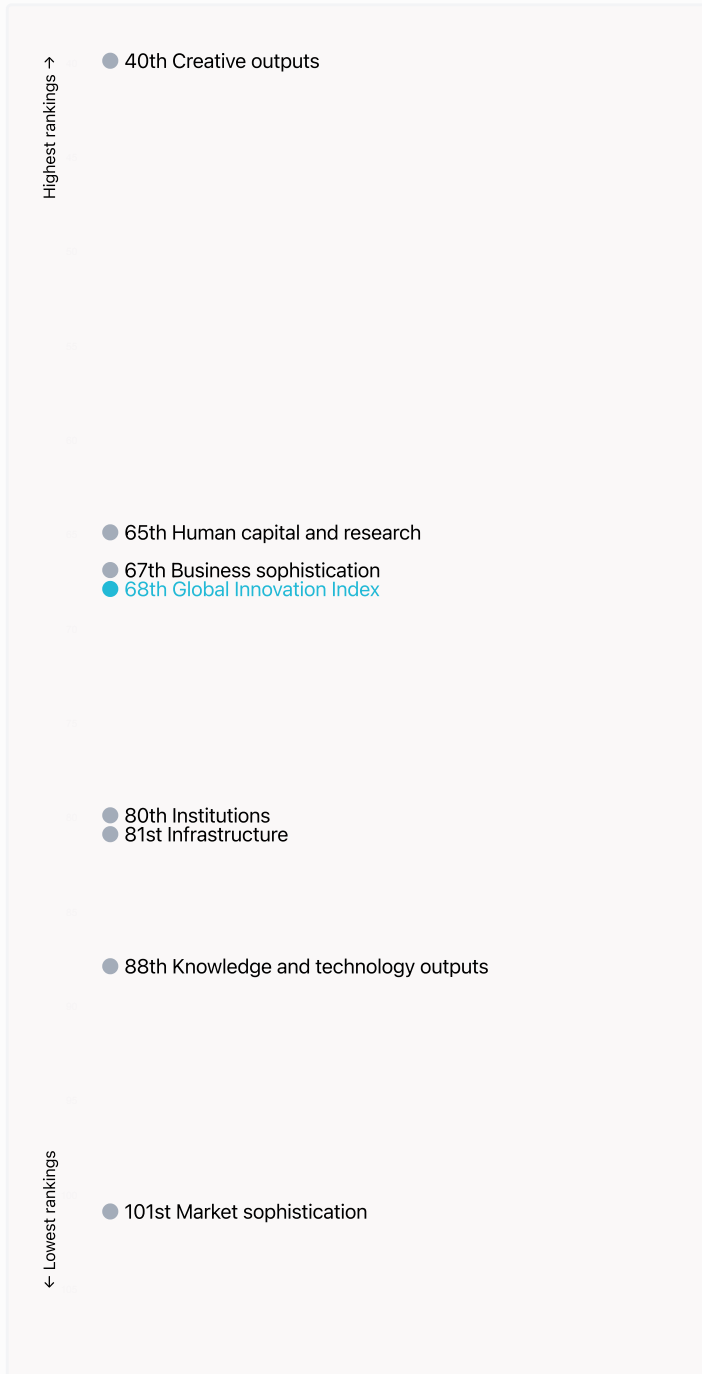 Highest rankings →
40th Creative outputs
65th Human capital and research
67th Business sophistication
68th Global Innovation Index
80th Institutions
81st Infrastructure
88th Knowledge and technology outputs
101st Market sophistication
← Lowest rankings